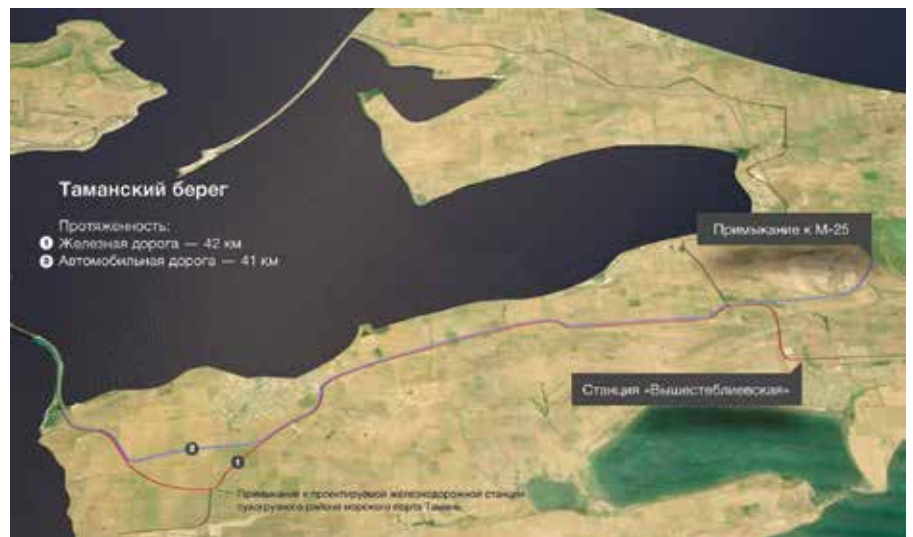 Таманский берег
Протяженность:
1 Железная дорога — 42 км
2 Автомобильная дорога — 41 км
Примыкание к М-25
Станция «Вышестеблиевская»
2
1
Примыкание к проектируемой железнодорожной станции
сухогрузного района морского порта Тамань